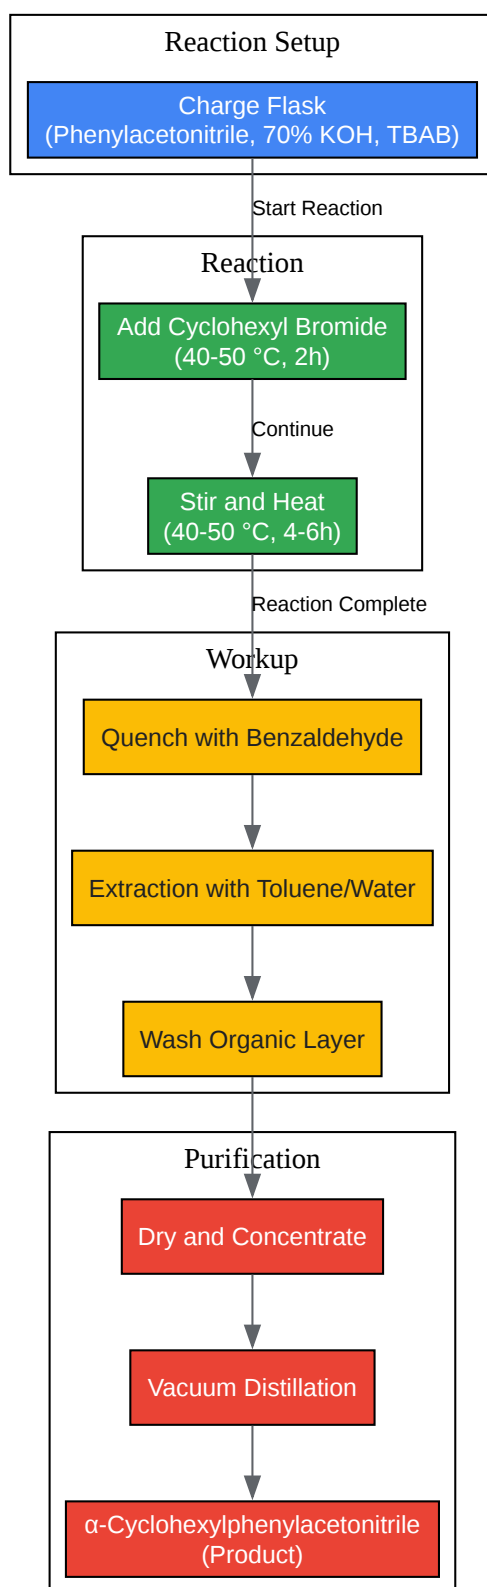 Reaction Setup
Charge Flask
(Phenylacetonitrile, 70% KOH, TBAB)
Start Reaction
Reaction
Add Cyclohexyl Bromide
(40-50 °C, 2h)
Continue
Stir and Heat
(40-50 °C, 4-6h)
Reaction Complete
Workup
Quench with Benzaldehyde
Extraction with Toluene/Water
Wash Organic Layer
Purification
Dry and Concentrate
Vacuum Distillation
α-Cyclohexylphenylacetonitrile
(Product)